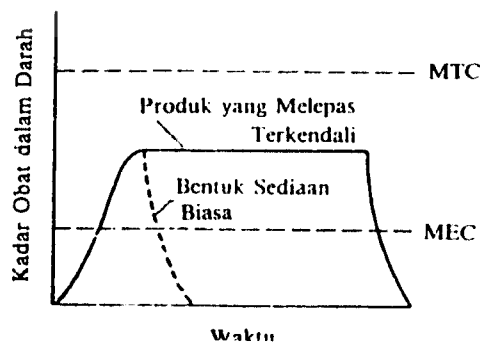 MTC
Produk yang Melepas
Terkendali
Bentuk Sediaan
Biasa
MEC
Kadar Obat dalam Darah
Waktu